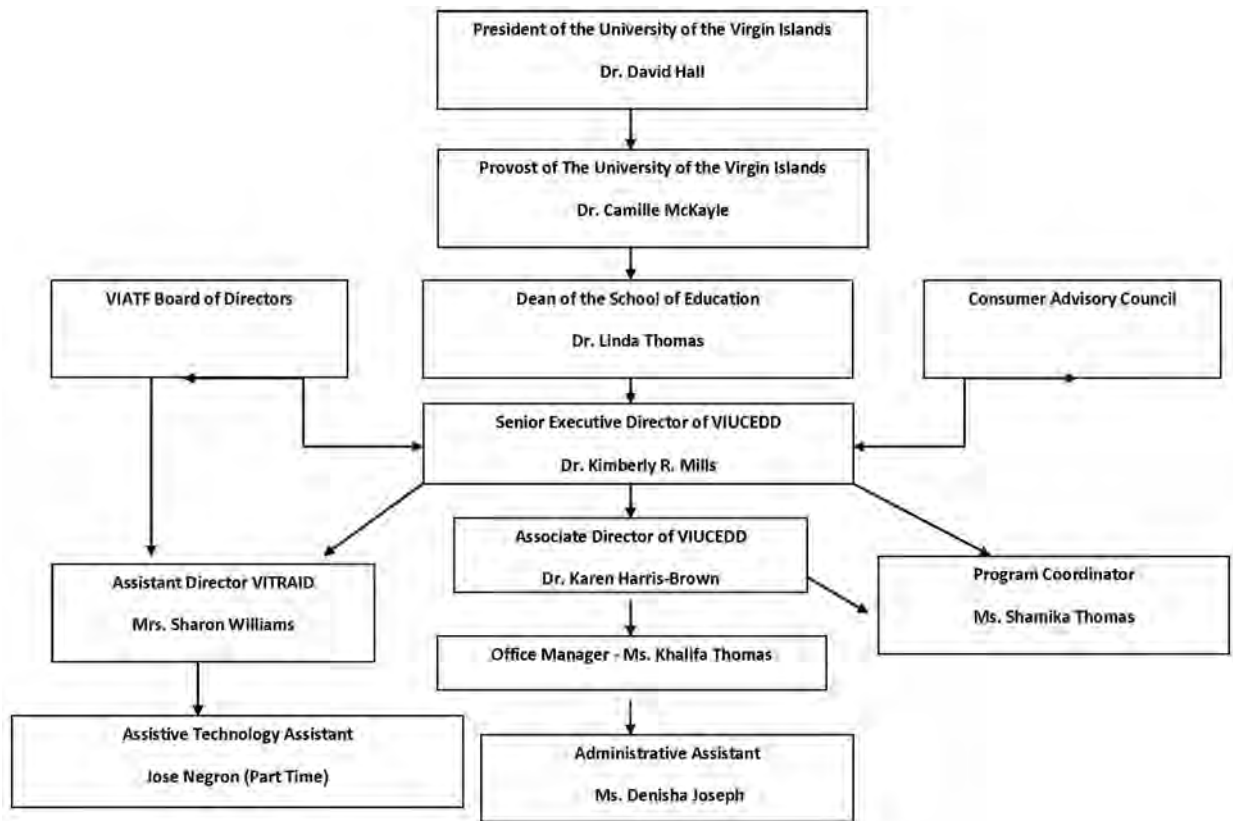 President of the University of the Virgin Islands
Dr. David Hall
Provost of The University of the Virgin Islands
Dr. Camille McKayle
VIATF Board of Directors
Dean of the School of Education
Dr. Linda Thomas
Consumer Advisory Council
Senior Executive Director of VIUCEDD
Dr. Kimberly R. Mills
Associate Director of VIUCEDD
Dr. Karen Harris-Brown
Assistant Director VITRAID
Mrs. Sharon Williams
Program Coordinator
Ms. Shamika Thomas
Office Manager - Ms. Khalifa Thomas
Assistive Technology Assistant
Jose Negron (Part Time)
Administrative Assistant
Ms. Denisha Joseph